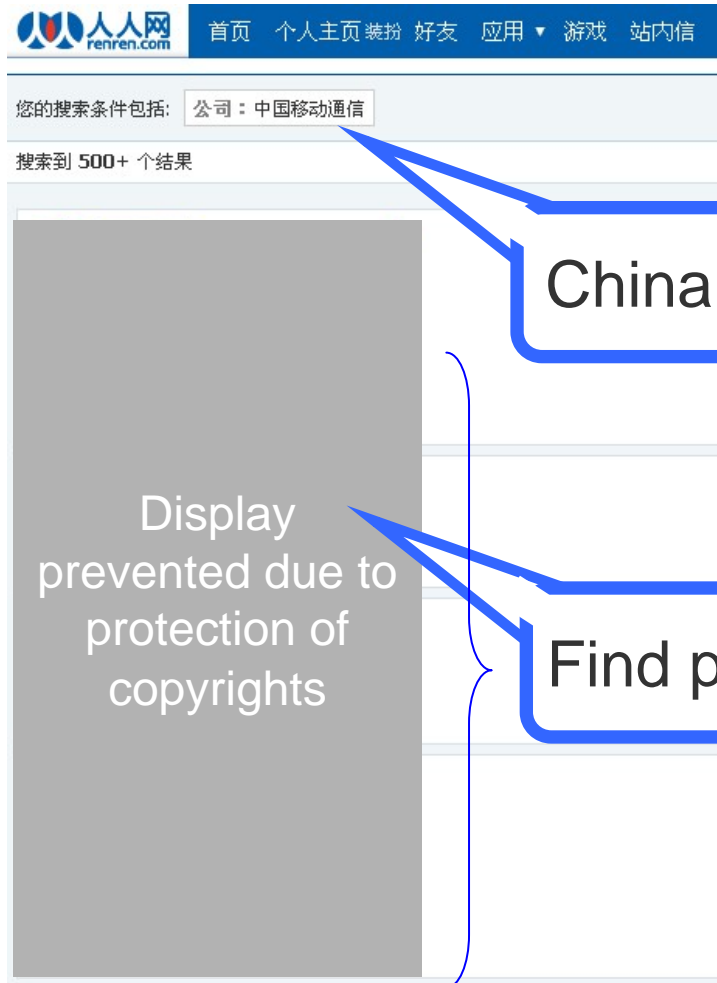 人人网 renren.com 首页 个人主页 装扮 好友 应用 ▼ 游戏 站内信
您的搜索条件包括: 公司：中国移动通信
搜索到 500+ 个结果
China
Display
prevented due to
protection of
copyrights
Find p